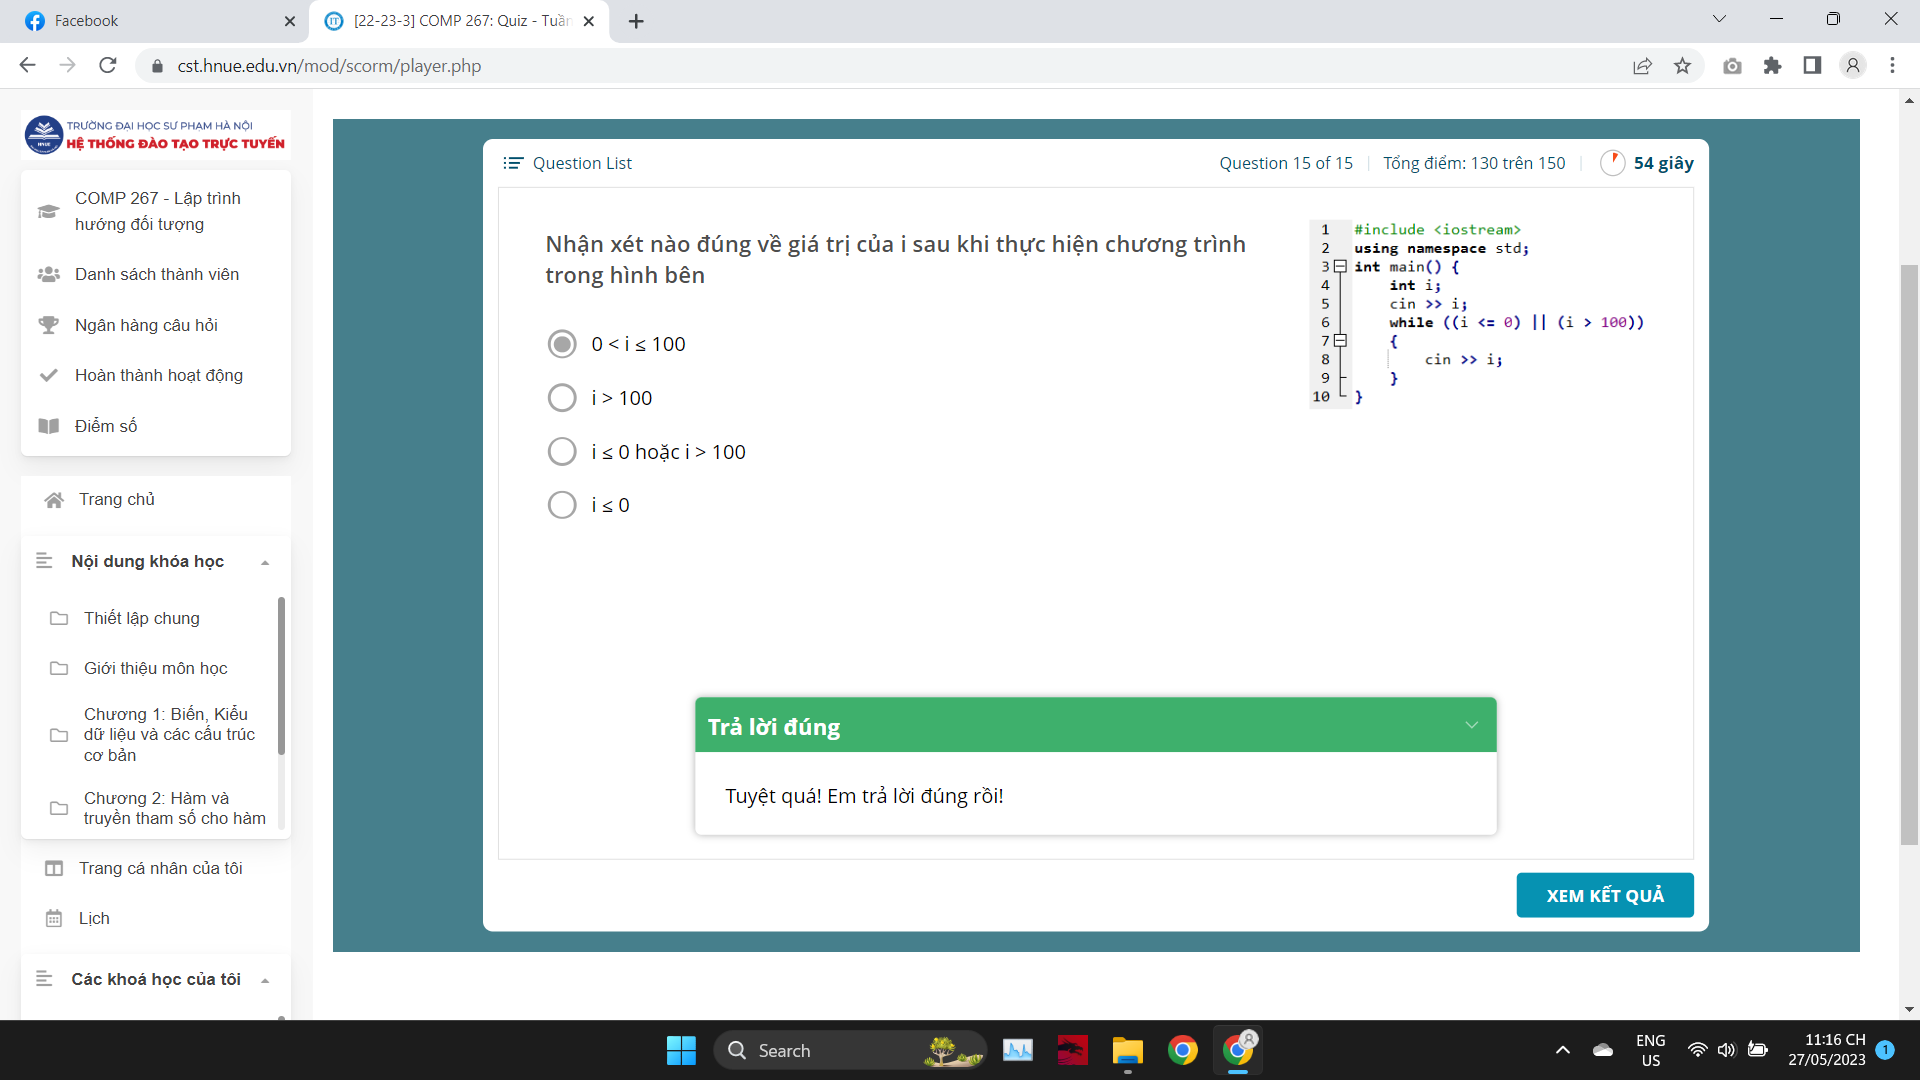 Facebook
[22-23-3] COMP 267: Quiz - Tuần
cst.hnue.edu.vn/mod/scorm/player.php
TRƯỜNG ĐẠI HỌC SƯ PHẠM HÀ NỘI
HỆ THỐNG ĐÀO TẠO TRỰC TUYẾN
COMP 267 - Lập trình
hướng đối tượng
Danh sách thành viên
Ngân hàng câu hỏi
Hoàn thành hoạt động
Điểm số
Trang chủ
Nội dung khóa học
Thiết lập chung
Giới thiệu môn học
Chương 1: Biến, Kiểu
dữ liệu và các cấu trúc
cơ bản
Chương 2: Hàm và
truyền tham số cho hàm
Trang cá nhân của tôi
Lịch
Các khoá học của tôi
Question List
Question 15 of 15
Tổng điểm: 130 trên 150
54 giây
Nhận xét nào đúng về giá trị của i sau khi thực hiện chương trình
trong hình bên
0 < i ≤ 100
i > 100
i ≤ 0 hoặc i > 100
i ≤ 0
1 #include <iostream>
2 using namespace std;
3 int main() {
4 int i;
5 cin >> i;
6 while ((i <= 0) || (i > 100))
7 {
8 cin >> i;
9 }
10 }
Trả lời đúng
Tuyệt quá! Em trả lời đúng rồi!
XEM KẾT QUẢ
Search
ENG
US
11:16 CH
27/05/2023
1